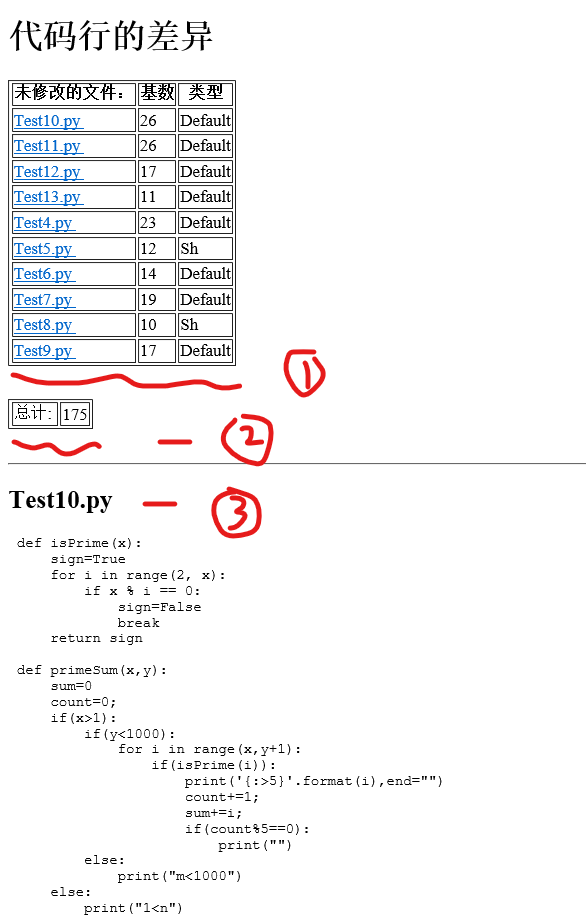 代码行的差异
未修改的文件： 基数 类型
Test10.py 26 Default
Test11.py 26 Default
Test12.py 17 Default
Test13.py 11 Default
Test4.py 23 Default
Test5.py 12 Sh
Test6.py 14 Default
Test7.py 19 Default
Test8.py 10 Sh
Test9.py 17 Default
①
总计: 175
②
Test10.py
③
def isPrime(x):
    sign=True
    for i in range(2, x):
        if x % i == 0:
            sign=False
            break
    return sign
def primeSum(x,y):
    sum=0
    count=0;
    if(x>1):
        if(y<1000):
            for i in range(x,y+1):
                if(isPrime(i)):
                    print('{:>5}'.format(i),end="")
                    count+=1;
                    sum+=i;
                    if(count%5==0):
                        print("")
        else:
            print("m<1000")
    else:
        print("1<n")